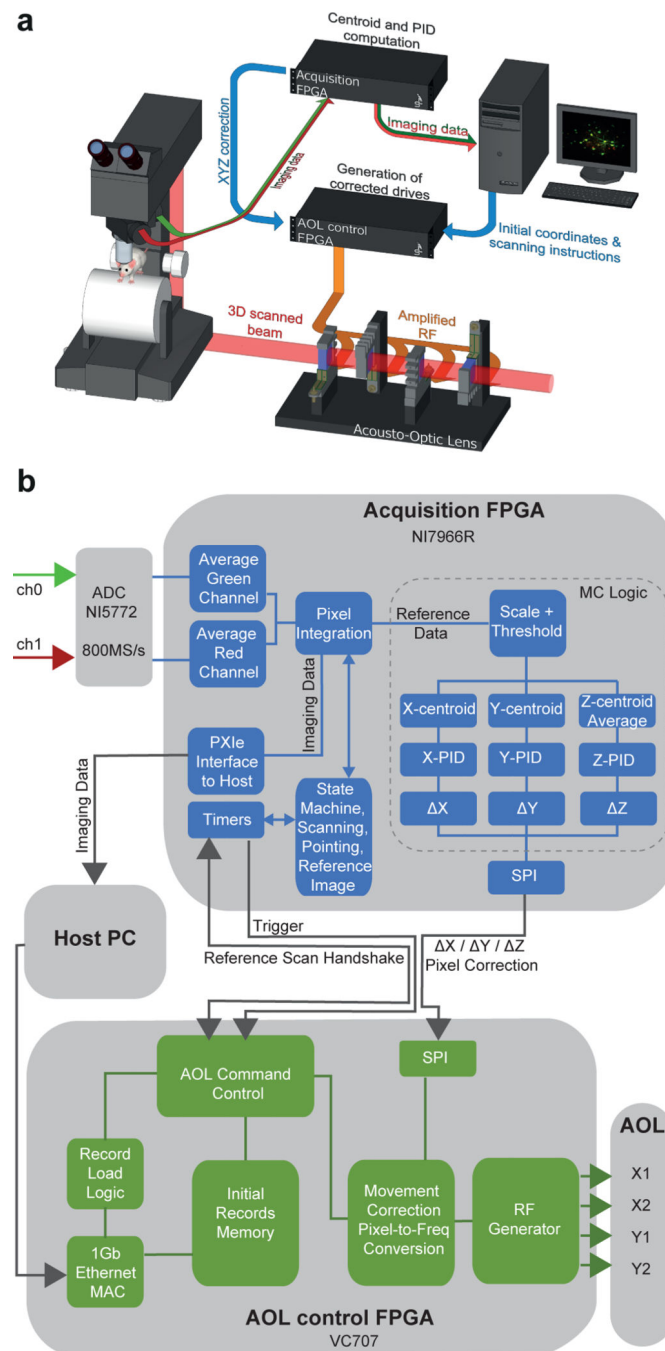 a
Centroid and PID
computation
Acquisition
FPGA
XYZ correction
Imaging data
Imaging data
Generation of
corrected drives
AOL control
FPGA
Initial coordinates &
scanning instructions
3D scanned
beam
Amplified
RF
Acousto-Optic Lens
b
Acquisition FPGA
NI7966R
ch0
ch1
ADC
NI5772
800MS/s
Average
Green
Channel
Average
Red
Channel
Pixel
Integration
Reference
Data
MC Logic
Scale +
Threshold
Imaging Data
X-centroid
Y-centroid
Z-centroid
Average
X-PID
Y-PID
Z-PID
ΔX
ΔY
ΔZ
SPI
PXIe
Interface
to Host
Timers
State
Machine,
Scanning,
Pointing,
Reference
Image
Imaging Data
Host PC
Trigger
Reference Scan Handshake
ΔX / ΔY / ΔZ
Pixel Correction
AOL Command
Control
SPI
Record
Load
Logic
Initial
Records
Memory
1Gb
Ethernet
MAC
Movement
Correction
Pixel-to-Freq
Conversion
RF
Generator
AOL
X1
X2
Y1
Y2
AOL control FPGA
VC707